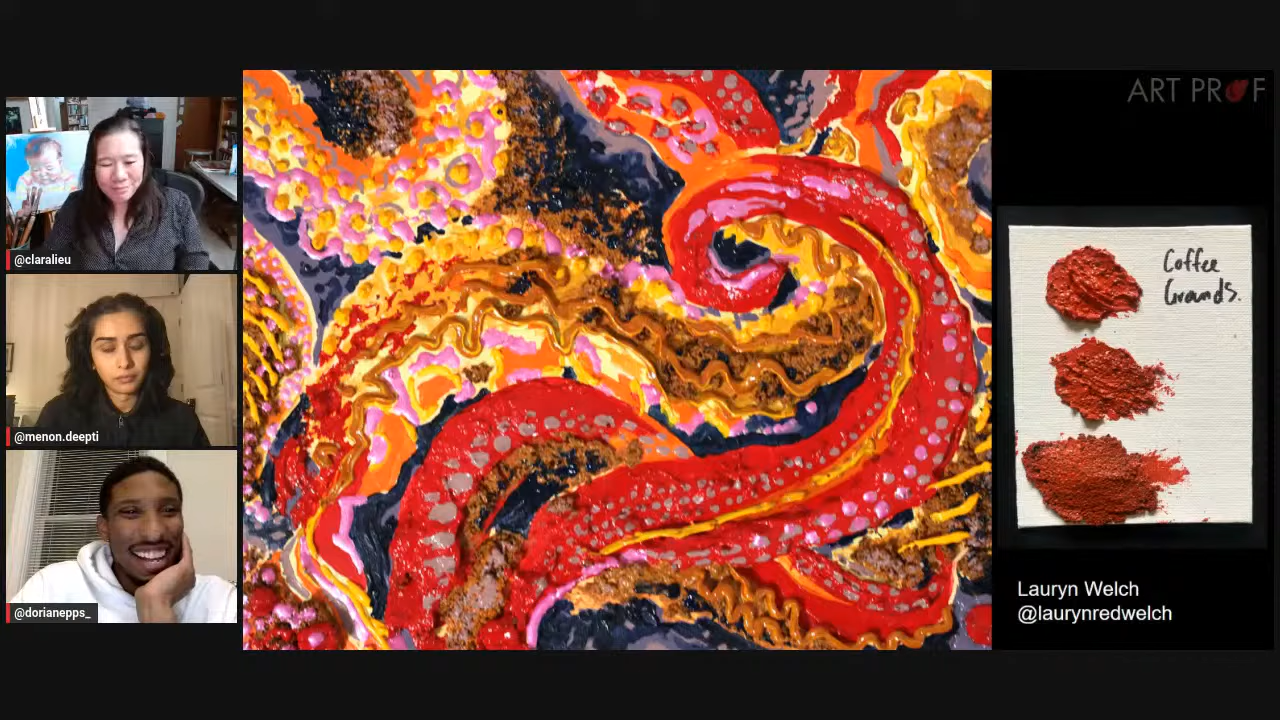 ART PROF
@claralieu
@menon.deepti
@dorianepps_
Coffee
Grands.
Lauryn Welch
@laurynredwelch